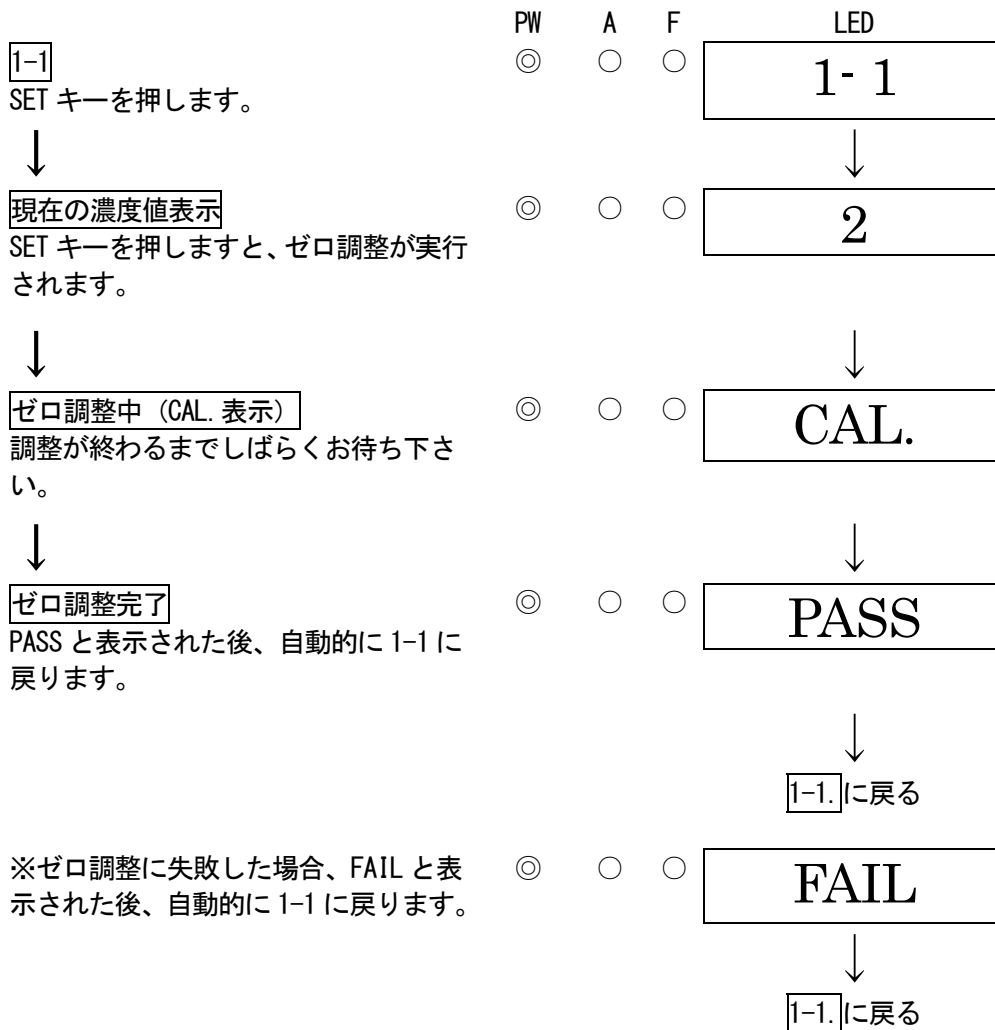 PW A F LED
1-1 ◎ ○ ○ 1- 1
SET キーを押します。
↓ ↓
現在の濃度値表示 ◎ ○ ○ 2
SET キーを押しますと、ゼロ調整が実行
されます。
↓ ↓
ゼロ調整中（CAL.表示） ◎ ○ ○ CAL.
調整が終わるまでしばらくお待ち下さ
い。
↓ ↓
ゼロ調整完了 ◎ ○ ○ PASS
PASS と表示された後、自動的に 1-1 に
戻ります。
↓
1-1.に戻る
※ゼロ調整に失敗した場合、FAIL と表 ◎ ○ ○ FAIL
示された後、自動的に 1-1 に戻ります。
↓
1-1.に戻る